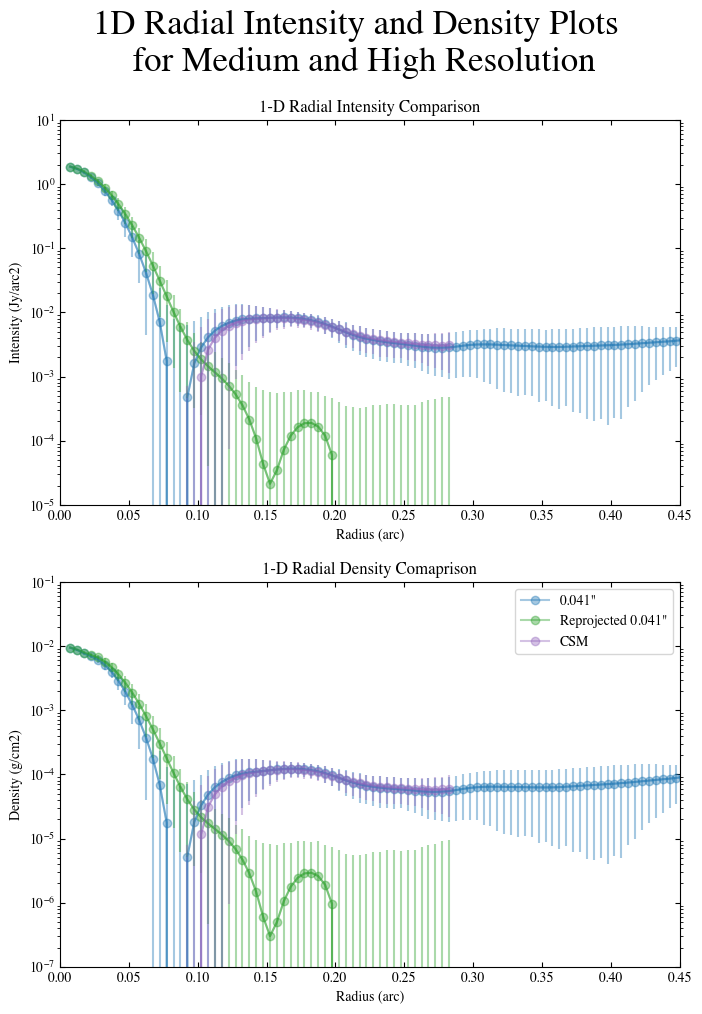 1D Radial Intensity and Density Plots
for Medium and High Resolution
1-D Radial Intensity Comparison
10^1
10^0
10^-1
10^-2
10^-3
10^-4
10^-5
Intensity (Jy/arc2)
0.00 0.05 0.10 0.15 0.20 0.25 0.30 0.35 0.40 0.45
Radius (arc)
1-D Radial Density Comaprison
0.041"
Reprojected 0.041"
CSM
10^-1
10^-2
10^-3
10^-4
10^-5
10^-6
10^-7
Density (g/cm2)
0.00 0.05 0.10 0.15 0.20 0.25 0.30 0.35 0.40 0.45
Radius (arc)